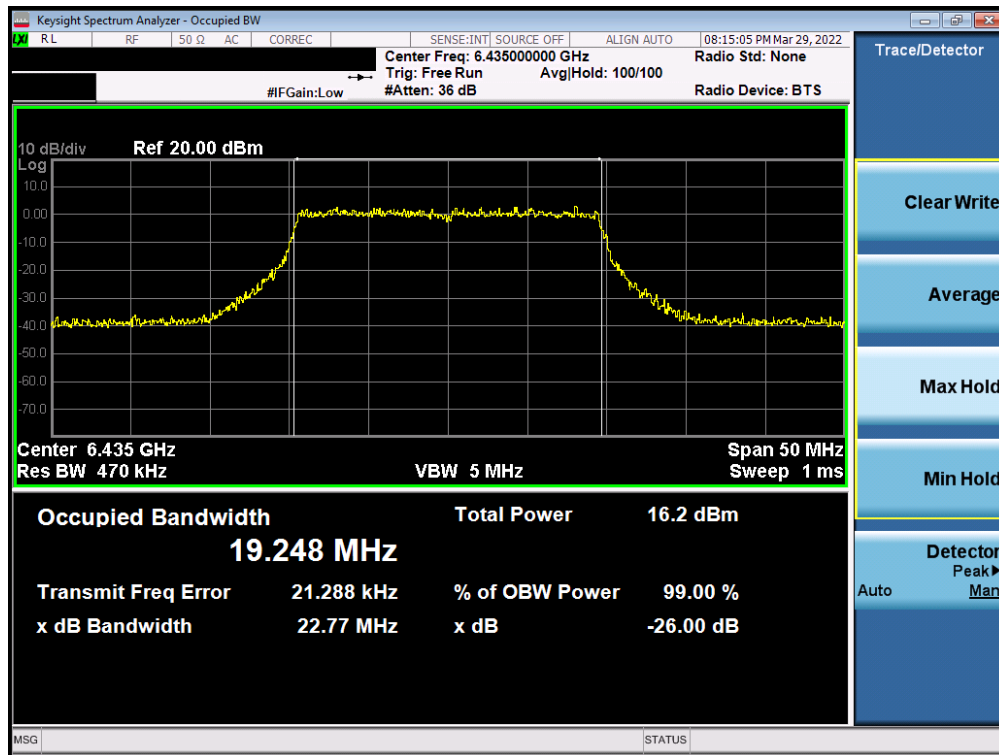 Keysight Spectrum Analyzer - Occupied BW
LXI RL RF 50 Ω AC CORREC SENSE:INT SOURCE OFF ALIGN AUTO 08:15:05 PM Mar 29, 2022
Center Freq: 6.435000000 GHz Radio Std: None
Trig: Free Run Avg|Hold: 100/100
#IFGain:Low #Atten: 36 dB Radio Device: BTS
Trace/Detector
10 dB/div Ref 20.00 dBm
Log
10.0
0.00
-10.0
-20.0
-30.0
-40.0
-50.0
-60.0
-70.0
Center 6.435 GHz Span 50 MHz
Res BW 470 kHz VBW 5 MHz Sweep 1 ms
Occupied Bandwidth Total Power 16.2 dBm
19.248 MHz
Transmit Freq Error 21.288 kHz % of OBW Power 99.00 %
x dB Bandwidth 22.77 MHz x dB -26.00 dB
Clear Write
Average
Max Hold
Min Hold
Detector
Peak▶
Auto Man
MSG STATUS